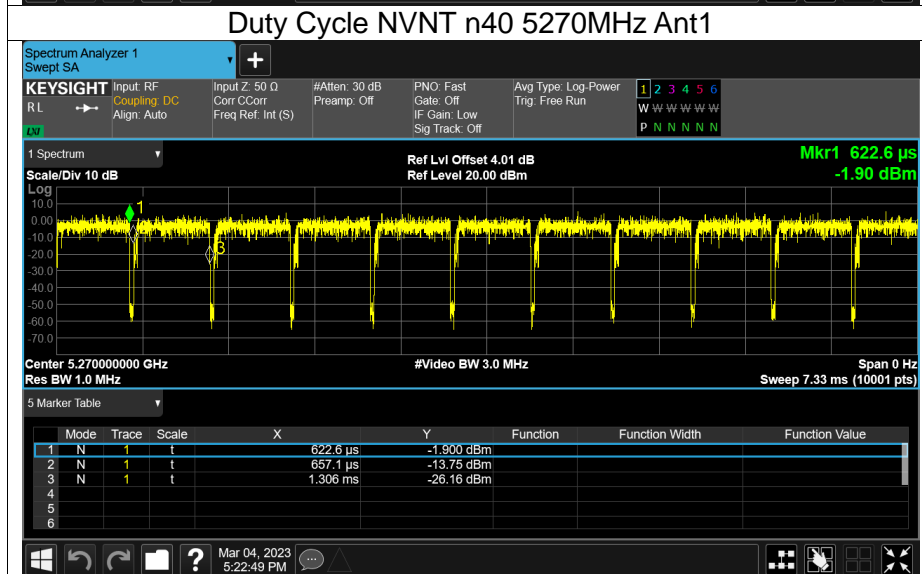 Duty Cycle NVNT n40 5270MHz Ant1
Spectrum Analyzer 1
Swept SA
+
KEYSIGHT Input: RF Input Z: 50 Ω #Atten: 30 dB PNO: Fast Avg Type: Log-Power 1 2 3 4 5 6
R L Coupling: DC Corr CCorr Preamp: Off Gate: Off Trig: Free Run W W W W W W
Align: Auto Freq Ref: Int (S) IF Gain: Low
LXI Sig Track: Off P N N N N N
1 Spectrum Ref Lvl Offset 4.01 dB Mkr1 622.6 µs
Scale/Div 10 dB Ref Level 20.00 dBm -1.90 dBm
Log
10.0 1
0.00
-10.0
-20.0 3
-30.0
-40.0
-50.0
-60.0
-70.0
Center 5.270000000 GHz #Video BW 3.0 MHz Span 0 Hz
Res BW 1.0 MHz Sweep 7.33 ms (10001 pts)
5 Marker Table
Mode Trace Scale X Y Function Function Width Function Value
1 N 1 t 622.6 µs -1.900 dBm
2 N 1 t 657.1 µs -13.75 dBm
3 N 1 t 1.306 ms -26.16 dBm
4
5
6
? Mar 04, 2023
5:22:49 PM